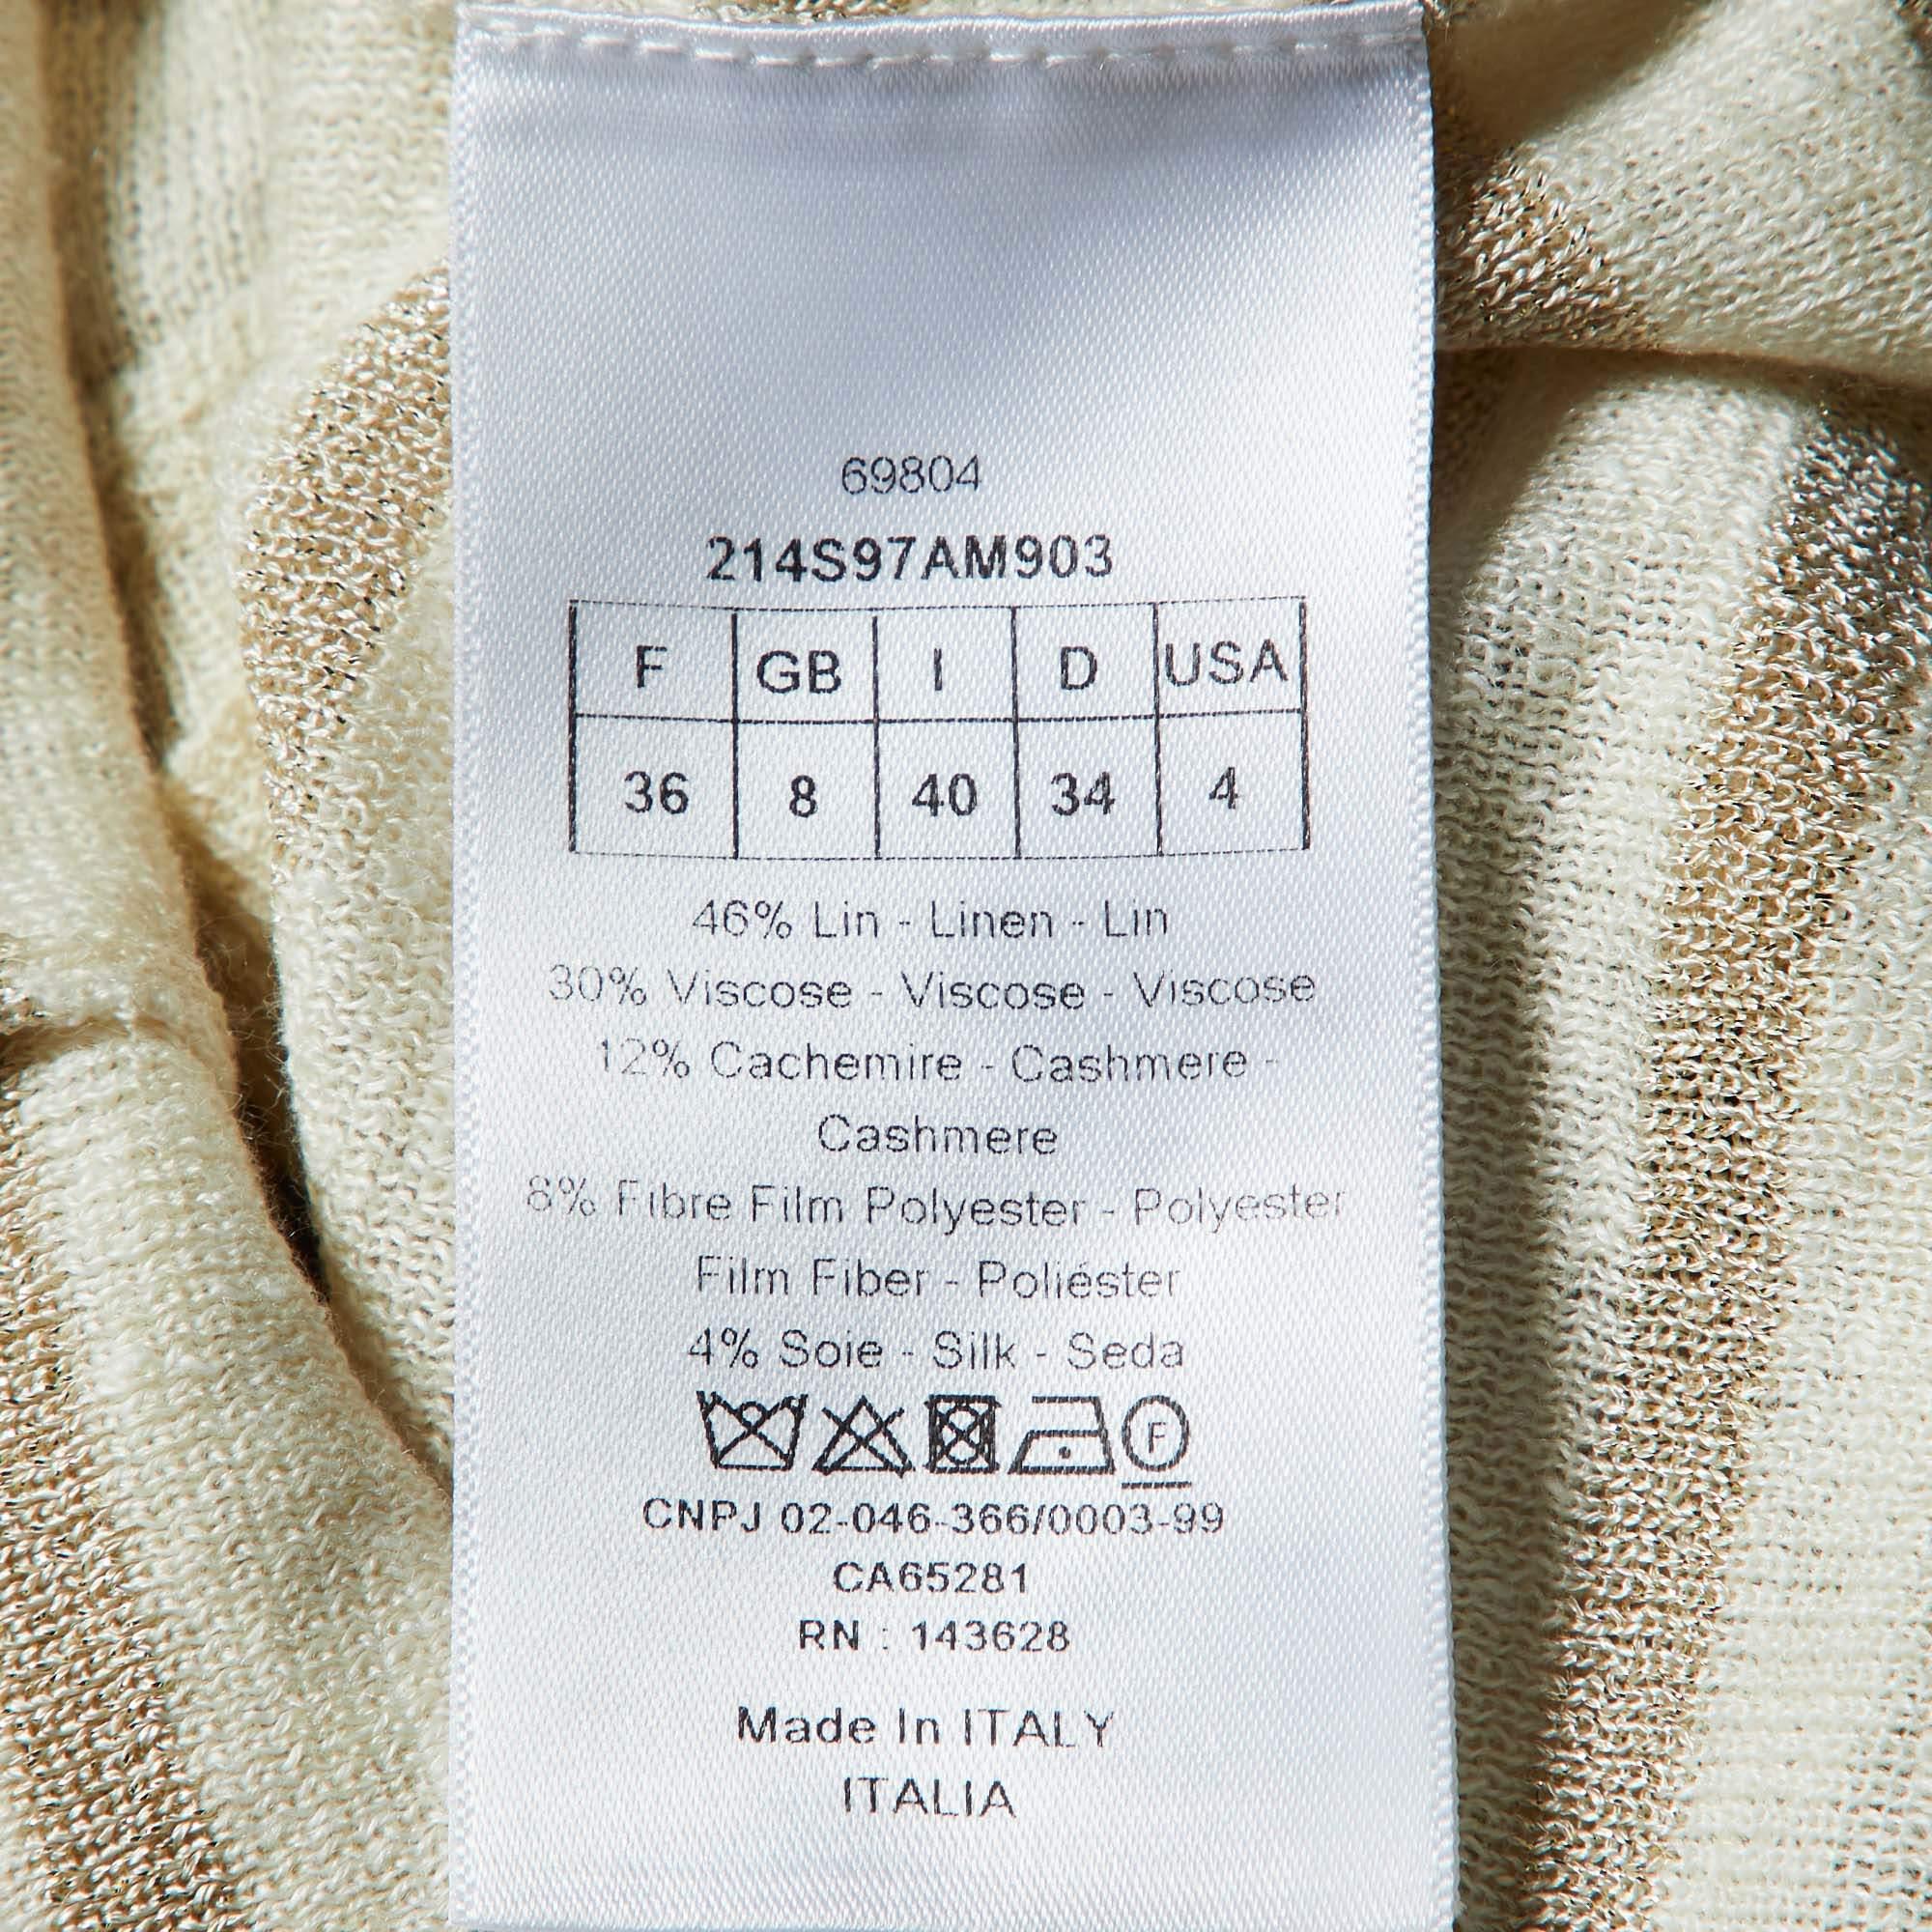 69804
214S97AM903
F GB I D USA
36 8 40 34 4
46% Lin - Linen - Lin
30% Viscose - Viscose - Viscose
12% Cachemire - Cashmere -
Cashmere
8% Fibre Film Polyester - Polyester
Film Fiber - Poliéster
4% Soie - Silk - Seda
F
CNPJ 02-046-366/0003-99
CA65281
RN : 143628
Made In ITALY
ITALIA